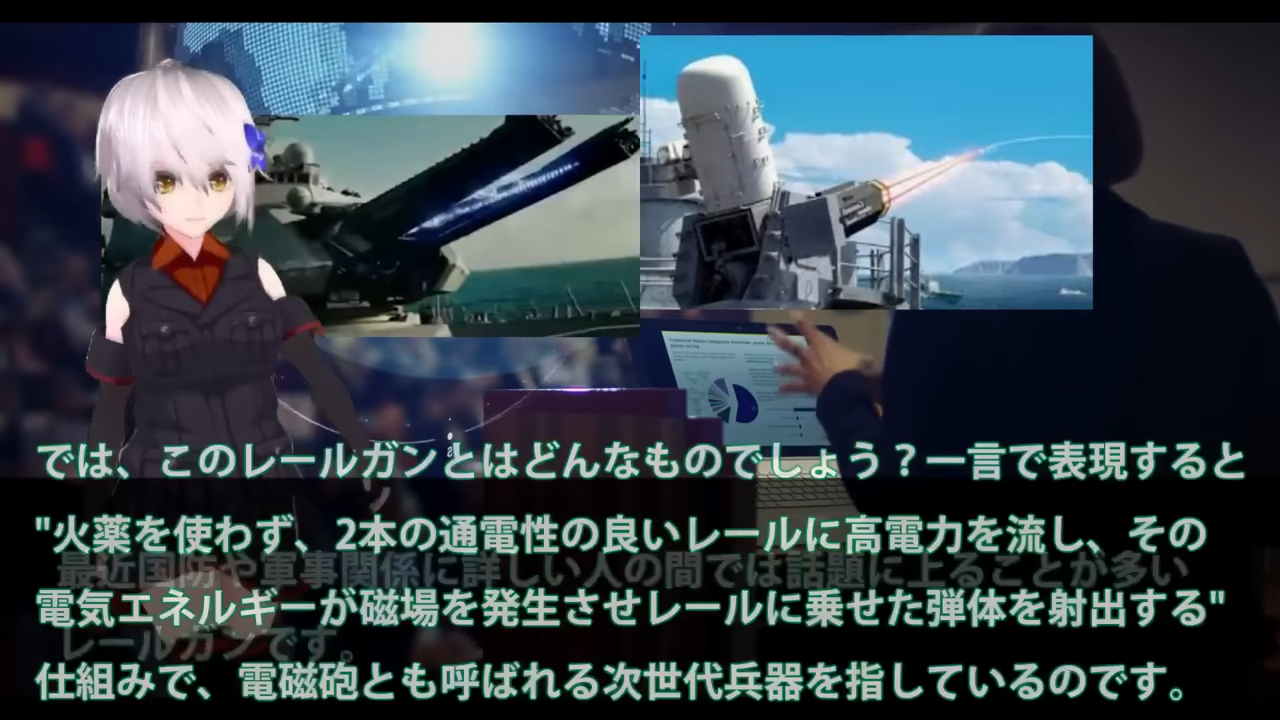 では、このレールガンとはどんなものでしょう？一言で表現すると
"火薬を使わず、2本の通電性の良いレールに高電力を流し、その
最近国防や軍事関係に詳しい人の間では話題に上ることが多い
電気エネルギーが磁場を発生させレールに乗せた弾体を射出する"
レールガンです。
仕組みで、電磁砲とも呼ばれる次世代兵器を指しているのです。